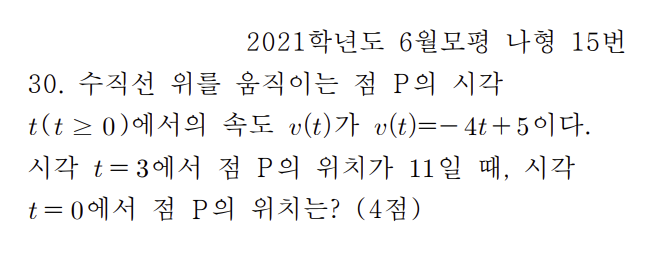 2021학년도 6월모평 나형 15번
30. 수직선 위를 움직이는 점 P의 시각
t(t ≥ 0)에서의 속도 v(t)가 v(t)=−4t+5이다.
시각 t=3에서 점 P의 위치가 11일 때, 시각
t=0에서 점 P의 위치는? (4점)